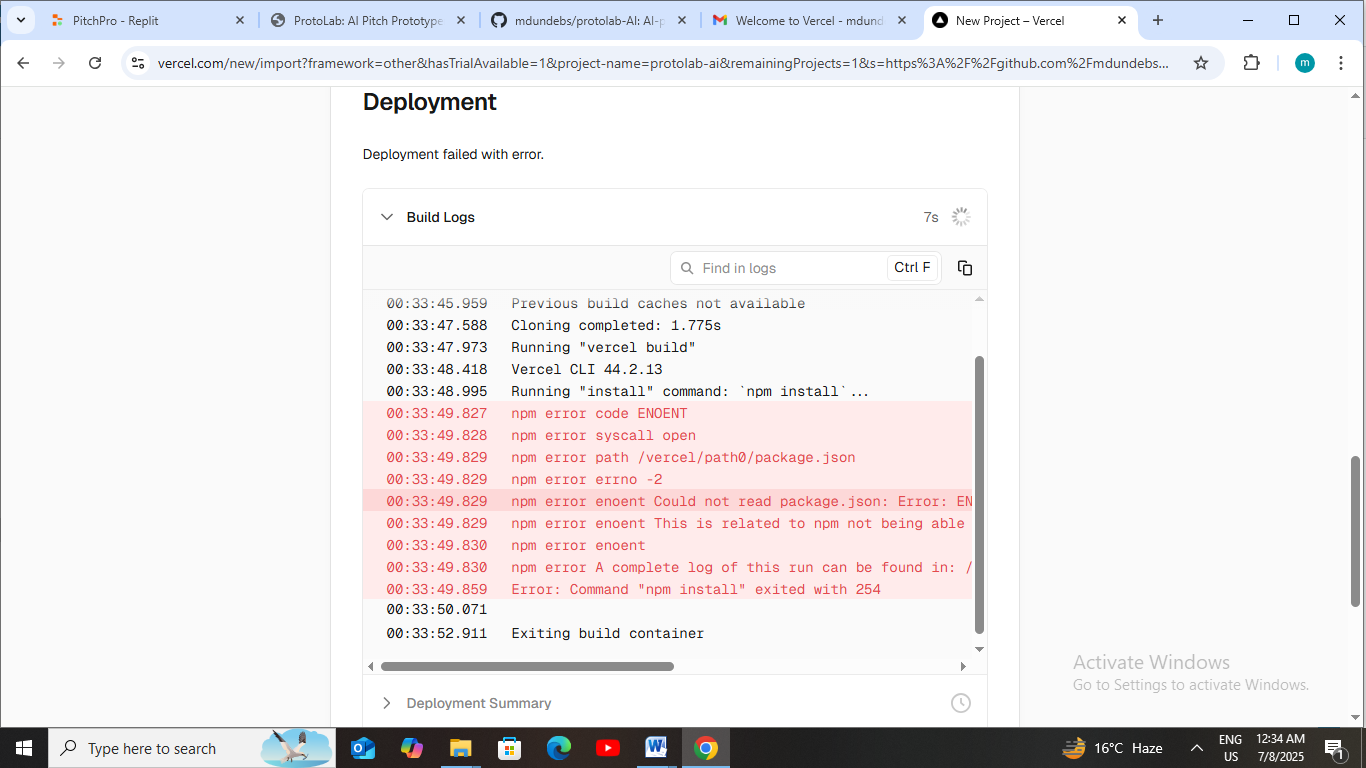 PitchPro - Replit
ProtoLab: AI Pitch Prototype
mdundebs/protolab-AI: AI-p
Welcome to Vercel - mdund
New Project – Vercel
vercel.com/new/import?framework=other&hasTrialAvailable=1&project-name=protolab-ai&remainingProjects=1&s=https%3A%2F%2Fgithub.com%2Fmdundebs...
m
Deployment
Deployment failed with error.
Build Logs
7s
Find in logs
Ctrl F
00:33:45.959 Previous build caches not available
00:33:47.588 Cloning completed: 1.775s
00:33:47.973 Running "vercel build"
00:33:48.418 Vercel CLI 44.2.13
00:33:48.995 Running "install" command: `npm install`...
00:33:49.827 npm error code ENOENT
00:33:49.828 npm error syscall open
00:33:49.829 npm error path /vercel/path0/package.json
00:33:49.829 npm error errno -2
00:33:49.829 npm error enoent Could not read package.json: Error: EN
00:33:49.829 npm error enoent This is related to npm not being able
00:33:49.830 npm error enoent
00:33:49.830 npm error A complete log of this run can be found in: /
00:33:49.859 Error: Command "npm install" exited with 254
00:33:50.071
00:33:52.911 Exiting build container
Deployment Summary
Activate Windows
Go to Settings to activate Windows.
Type here to search
16°C Haze
ENG
US
12:34 AM
7/8/2025
1